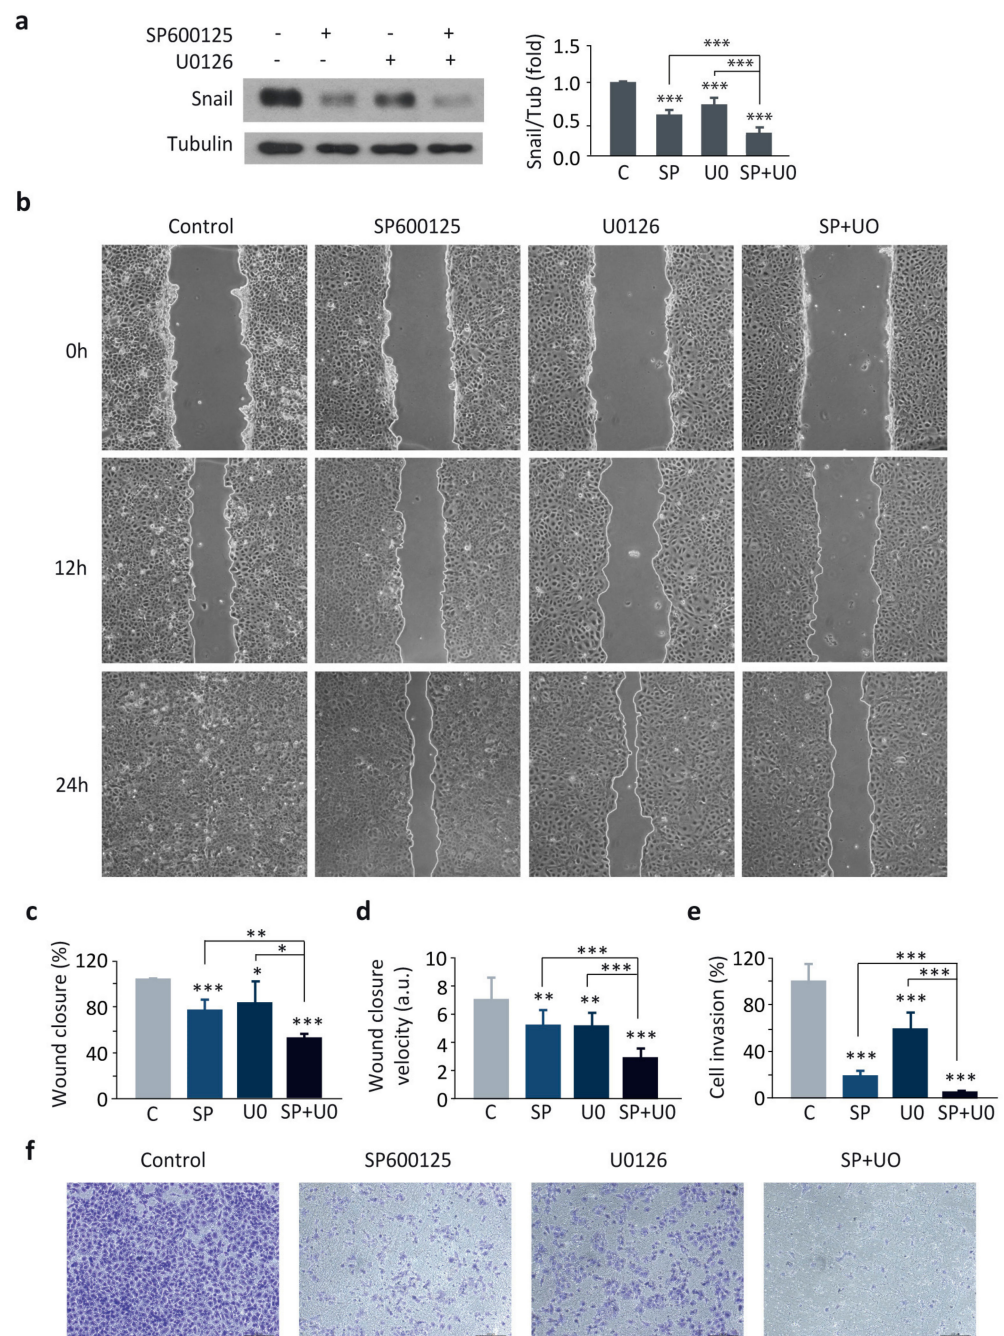 a
SP600125 - + - +
U0126 - - + +
Snail
Tubulin
Snail/Tub (fold)
1.5
1.0
0.5
0.0
***
***
***
***
***
C SP U0 SP+U0
b
Control SP600125 U0126 SP+UO
0h
12h
24h
c
Wound closure (%)
120
80
40
0
**
*
*
***
***
C SP U0 SP+U0
d
Wound closure
velocity (a.u.)
10
8
6
4
2
0
***
***
** **
***
C SP U0 SP+U0
e
Cell invasion (%)
120
80
40
0
***
***
***
***
***
C SP U0 SP+U0
f
Control SP600125 U0126 SP+UO